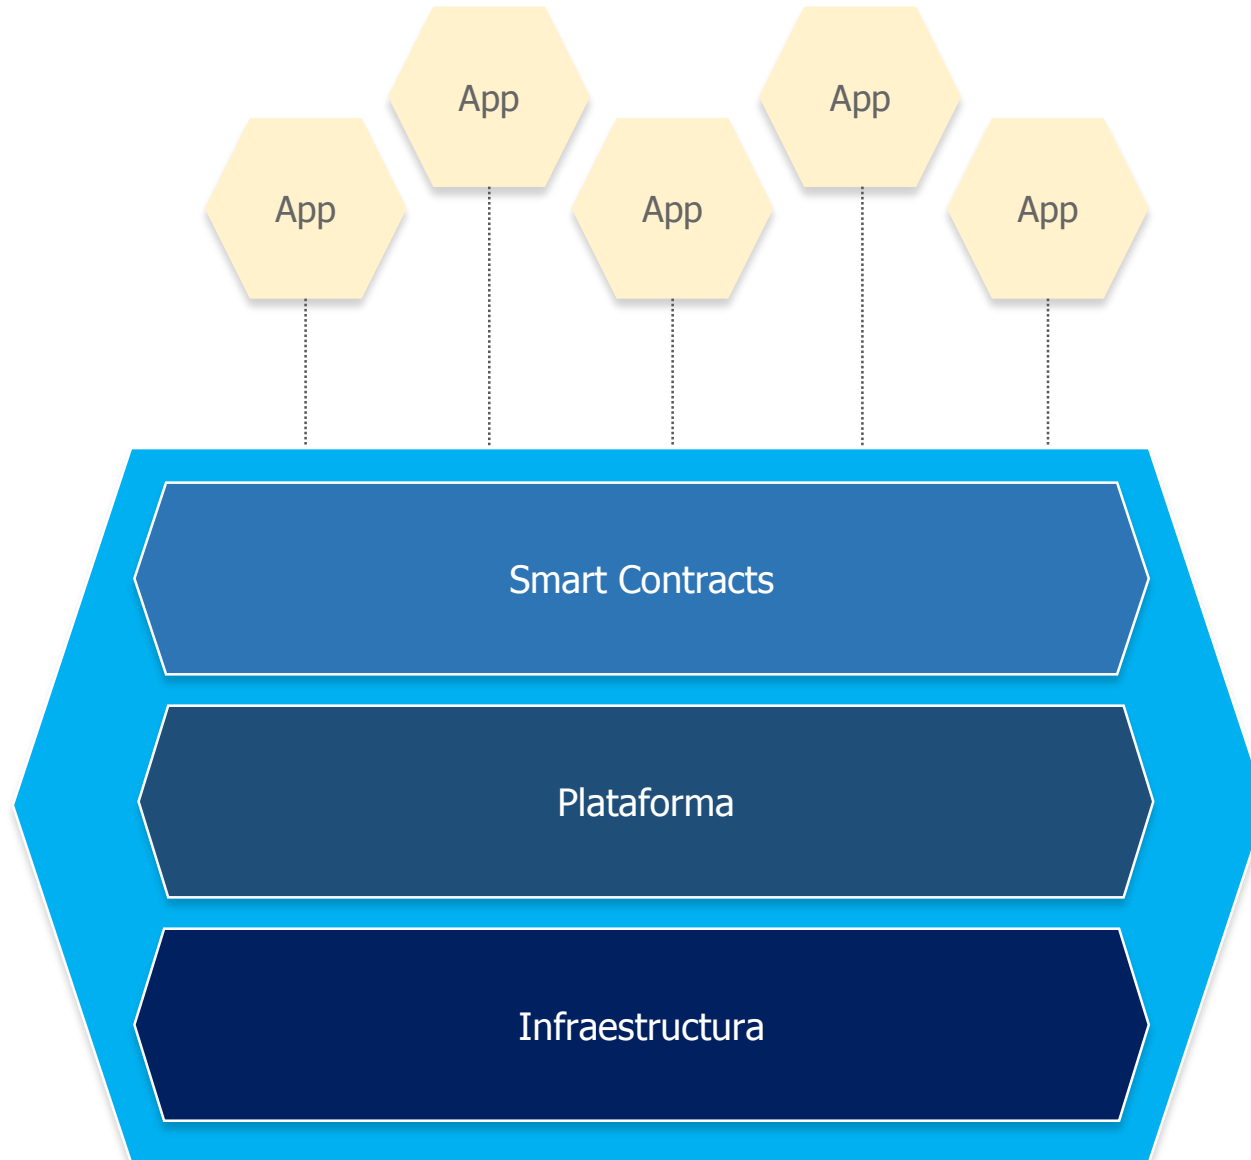 App
App
App
App
App
Smart Contracts
Plataforma
Infraestructura